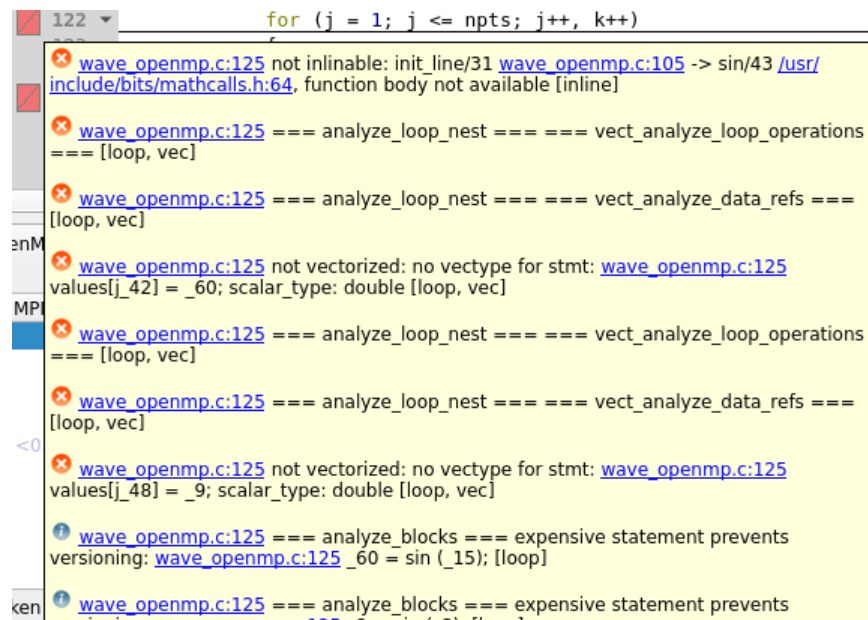 122 for (j = 1; j <= npts; j++, k++)
wave_openmp.c:125 not inlinable: init_line/31 wave_openmp.c:105 -> sin/43 /usr/
include/bits/mathcalls.h:64, function body not available [inline]
wave_openmp.c:125 === analyze_loop_nest === === vect_analyze_loop_operations
=== [loop, vec]
wave_openmp.c:125 === analyze_loop_nest === === vect_analyze_data_refs ===
[loop, vec]
enM
wave_openmp.c:125 not vectorized: no vectype for stmt: wave_openmp.c:125
values[j_42] = _60; scalar_type: double [loop, vec]
MPI
wave_openmp.c:125 === analyze_loop_nest === === vect_analyze_loop_operations
=== [loop, vec]
wave_openmp.c:125 === analyze_loop_nest === === vect_analyze_data_refs ===
[loop, vec]
<0
wave_openmp.c:125 not vectorized: no vectype for stmt: wave_openmp.c:125
values[j_48] = _9; scalar_type: double [loop, vec]
wave_openmp.c:125 === analyze_blocks === expensive statement prevents
versioning: wave_openmp.c:125 _60 = sin (_15); [loop]
ken
wave_openmp.c:125 === analyze_blocks === expensive statement prevents